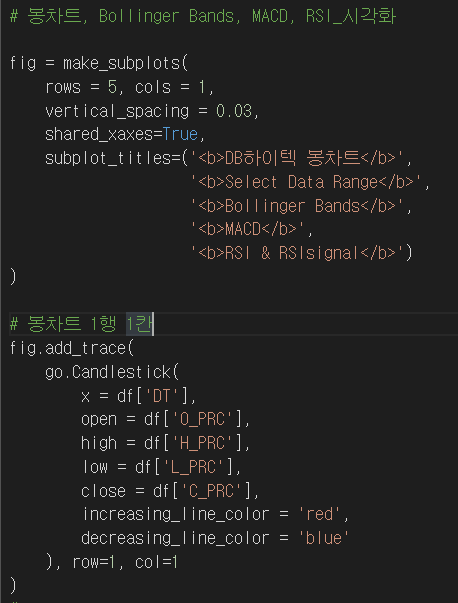 # 봉차트, Bollinger Bands, MACD, RSI_시각화
fig = make_subplots(
rows = 5, cols = 1,
vertical_spacing = 0.03,
shared_xaxes=True,
subplot_titles=('<b>DB하이텍 봉차트</b>',
'<b>Select Data Range</b>',
'<b>Bollinger Bands</b>',
'<b>MACD</b>',
'<b>RSI & RSIsignal</b>')
)
# 봉차트 1행 1칸
fig.add_trace(
go.Candlestick(
x = df['DT'],
open = df['O_PRC'],
high = df['H_PRC'],
low = df['L_PRC'],
close = df['C_PRC'],
increasing_line_color = 'red',
decreasing_line_color = 'blue'
), row=1, col=1
)